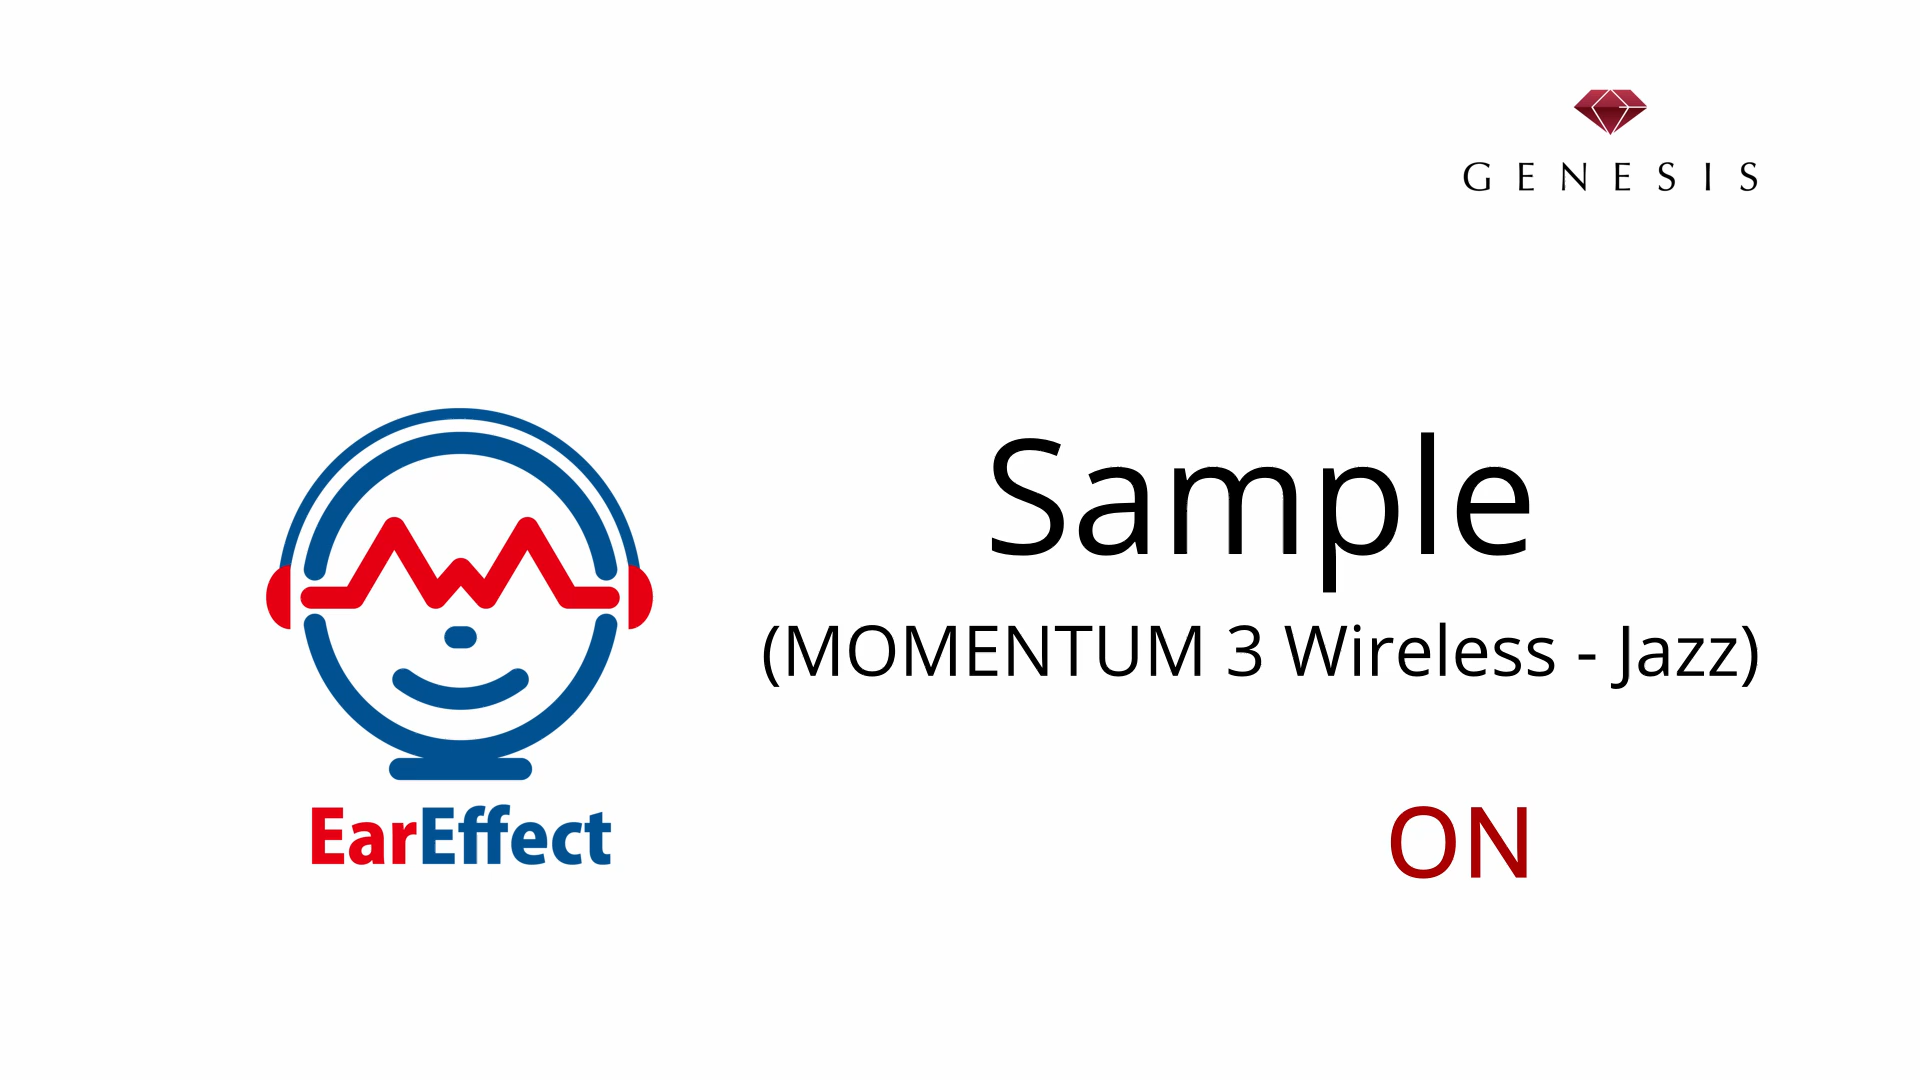 GENESIS
Sample
(MOMENTUM 3 Wireless - Jazz)
EarEffect
ON